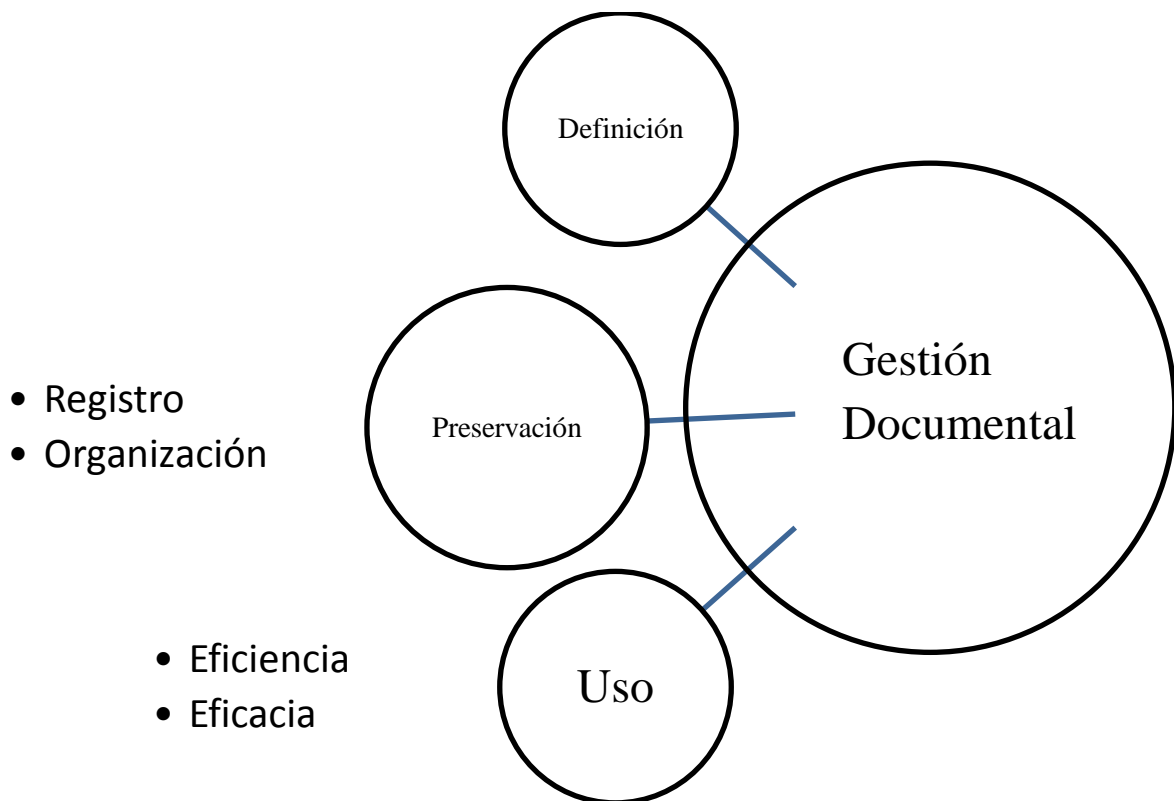 Definición
Gestión
Documental
• Registro
• Organización
Preservación
• Eficiencia
• Eficacia
Uso